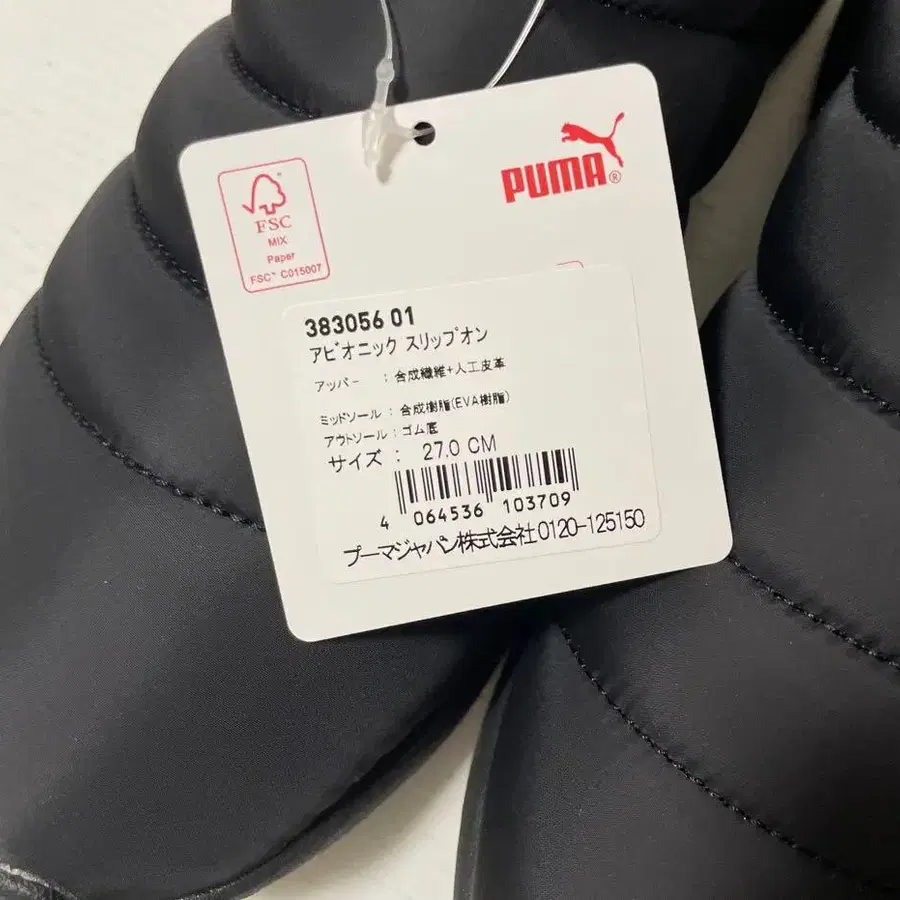 FSC
MIX
Paper
FSC™ C015007
PUMA®
383056 01
アビオニック スリップオン
アッパー : 合成繊維+人工皮革
ミッドソール : 合成樹脂(EVA樹脂)
アウトソール : ゴム底
サイズ : 27.0 CM
4 064536 103709
プーマジャパン株式会社0120-125150